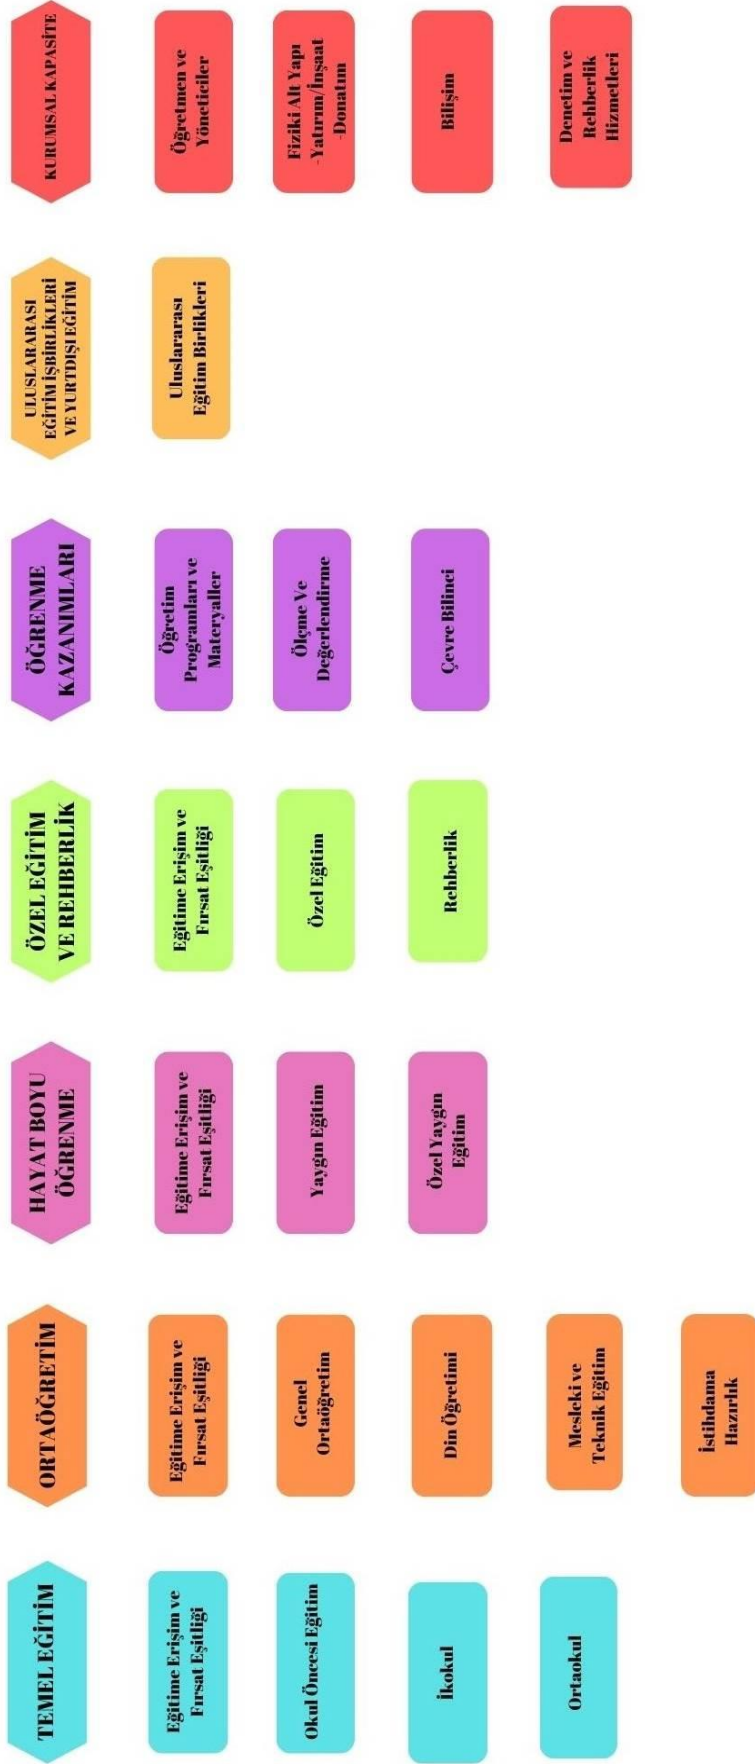 TEMEL EĞİTİM
Eğitime Erişim ve
Fırsat Eşitliği
Okul Öncesi Eğitim
İkokul
Ortaokul
ORTAÖĞRETİM
Eğitime Erişim ve
Fırsat Eşitliği
Genel
Ortaöğretim
Din Öğretimi
Mesleki ve
Teknik Eğitim
İstihdama
Hazırlık
HAYAT BOYU
ÖĞRENME
Eğitime Erişim ve
Fırsat Eşitliği
Yaygın Eğitim
Özel Yaygın
Eğitim
ÖZEL EĞİTİM
VE REHBERLİK
Eğitime Erişim ve
Fırsat Eşitliği
Özel Eğitim
Rehberlik
ÖĞRENME
KAZANIMLARI
Öğretim
Programları ve
Materyaller
Ölçme Ve
Değerlendirme
Çevre Bilinci
ULUSLARARASI
EĞİTİM İŞBİRLİKLERİ
VE YURTDIŞI EĞİTİM
Uluslararası
Eğitim Birlikleri
KURUMSAL KAPASİTE
Öğretmen ve
Yöneticiler
Fiziki Alt Yapı
-Yatırım/İnşaat
-Donatım
Bilişim
Denetim ve
Rehberlik
Hizmetleri